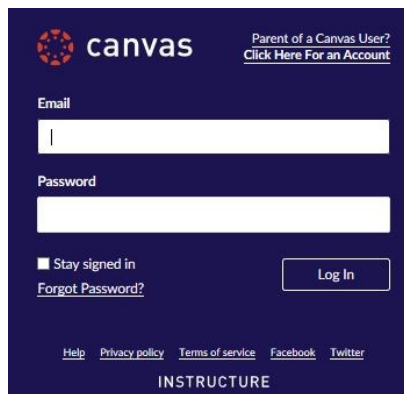 canvas
Parent of a Canvas User?
Click Here For an Account
Email
Password
Stay signed in
Forgot Password?
Log In
Help Privacy policy Terms of service Facebook Twitter
INSTRUCTURE